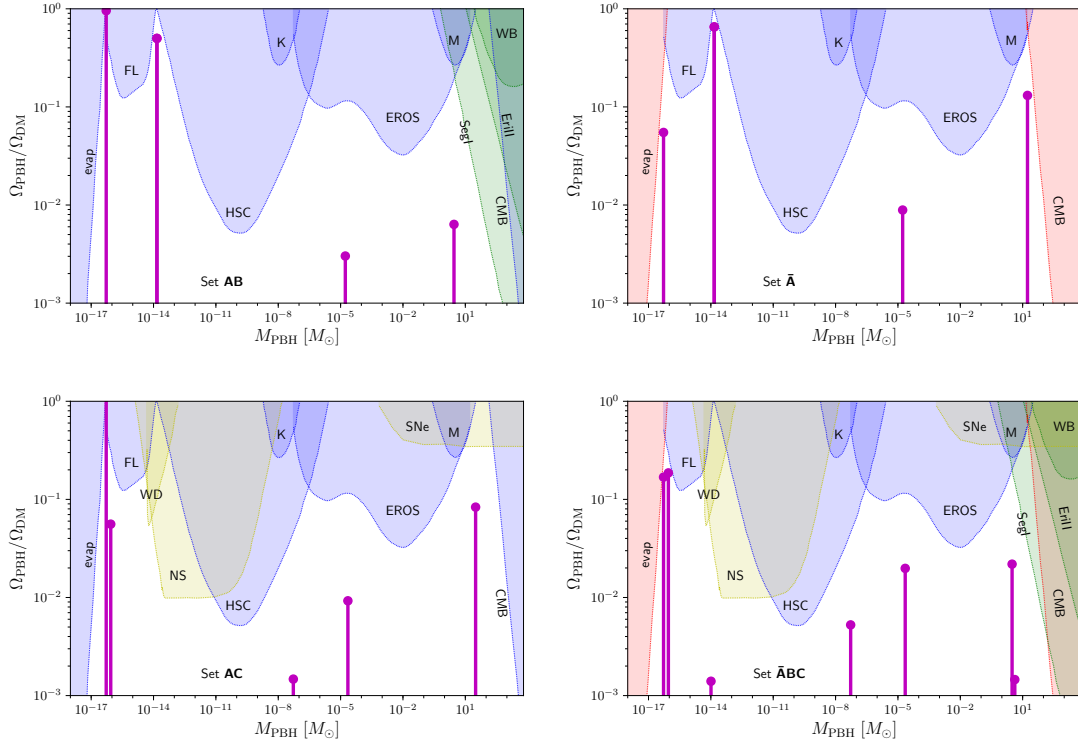 10⁰
10⁻¹
10⁻²
10⁻³
Ω_PBH/Ω_DM
evap
FL
HSC
K
EROS
M
SegI
WB
EriII
CMB
Set AB
10⁻¹⁷ 10⁻¹⁴ 10⁻¹¹ 10⁻⁸ 10⁻⁵ 10⁻² 10¹
M_PBH [M_⊙]
10⁰
10⁻¹
10⁻²
10⁻³
Ω_PBH/Ω_DM
evap
FL
HSC
K
EROS
M
CMB
Set Ā
10⁻¹⁷ 10⁻¹⁴ 10⁻¹¹ 10⁻⁸ 10⁻⁵ 10⁻² 10¹
M_PBH [M_⊙]
10⁰
10⁻¹
10⁻²
10⁻³
Ω_PBH/Ω_DM
evap
FL
WD
NS
HSC
K
EROS
SNe
M
CMB
Set AC
10⁻¹⁷ 10⁻¹⁴ 10⁻¹¹ 10⁻⁸ 10⁻⁵ 10⁻² 10¹
M_PBH [M_⊙]
10⁰
10⁻¹
10⁻²
10⁻³
Ω_PBH/Ω_DM
evap
FL
WD
NS
HSC
K
EROS
SNe
M
SegI
WB
EriII
CMB
Set ĀBC
10⁻¹⁷ 10⁻¹⁴ 10⁻¹¹ 10⁻⁸ 10⁻⁵ 10⁻² 10¹
M_PBH [M_⊙]